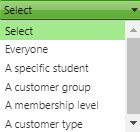 Select
Select
Everyone
A specific student
A customer group
A membership level
A customer type